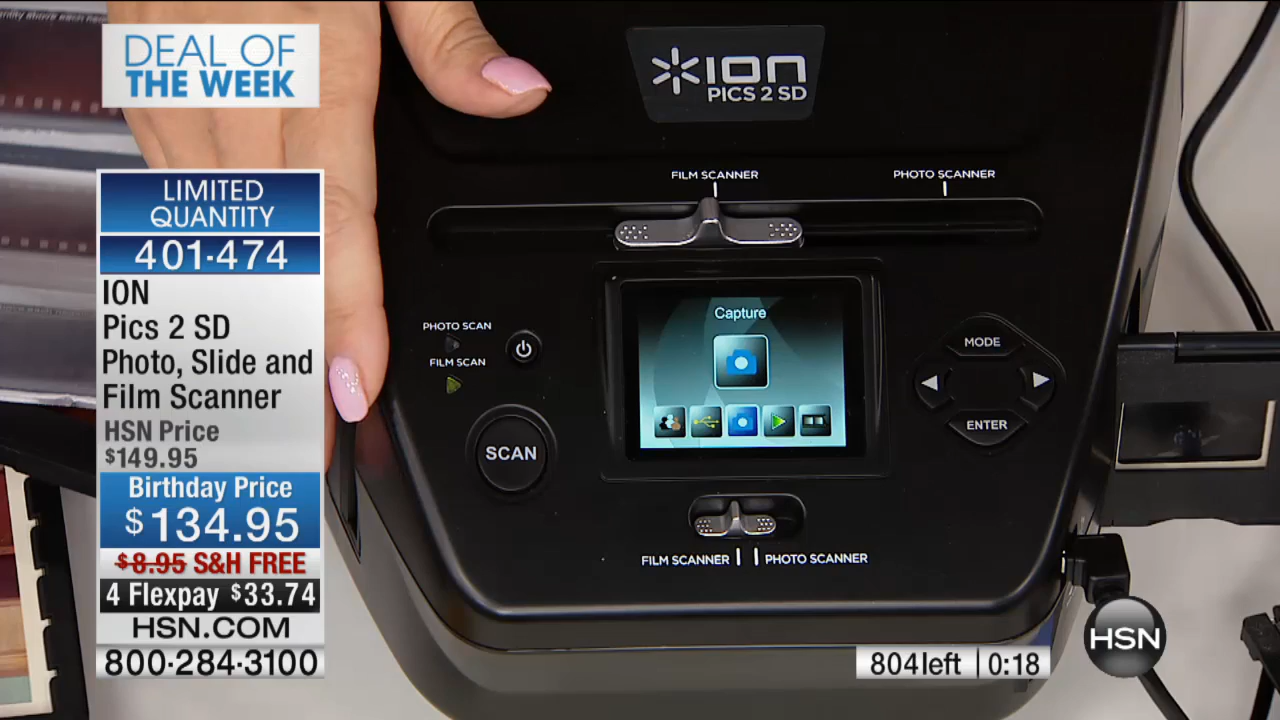 DEAL OF
THE WEEK
LIMITED
QUANTITY
401-474
ION
Pics 2 SD
Photo, Slide and
Film Scanner
HSN Price
$149.95
Birthday Price
$134.95
$8.95 S&H FREE
4 Flexpay $33.74
HSN.COM
800-284-3100
ION
PICS 2 SD
FILM SCANNER
PHOTO SCANNER
PHOTO SCAN
FILM SCAN
SCAN
Capture
MODE
ENTER
FILM SCANNER
PHOTO SCANNER
804 left 0:18
HSN